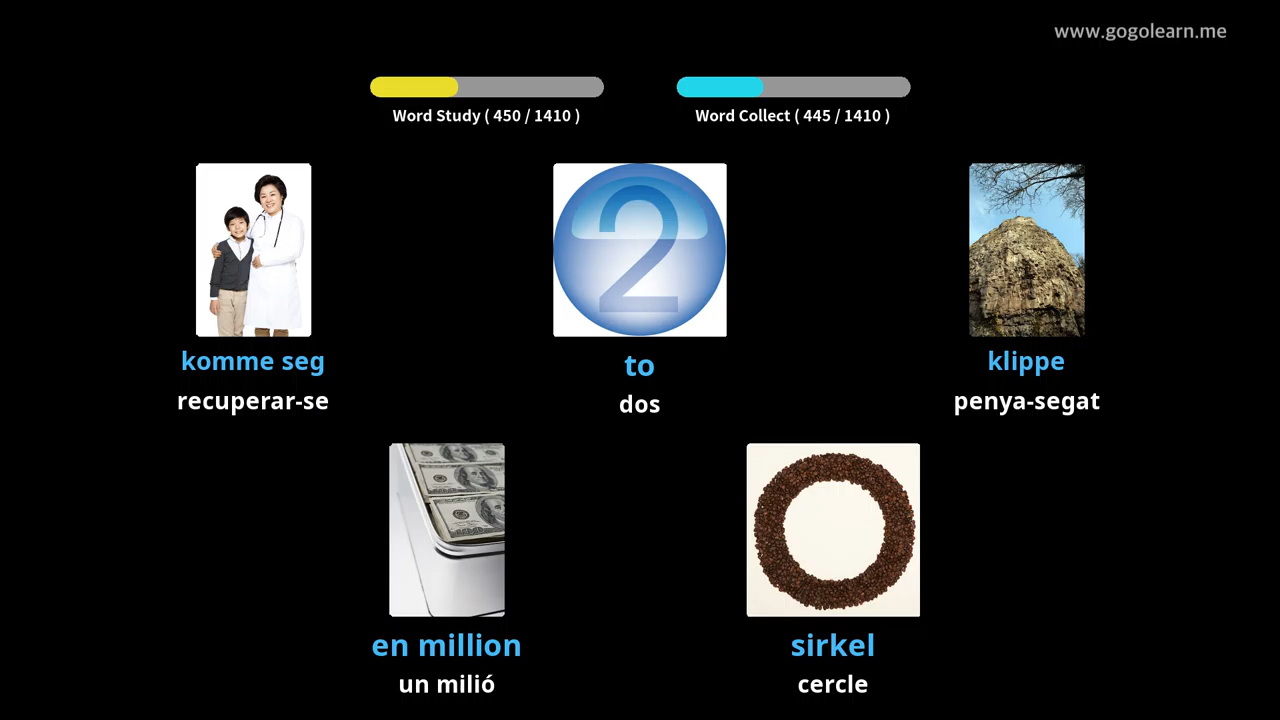 www.gogolearn.me
Word Study ( 450 / 1410 )
Word Collect ( 445 / 1410 )
2
komme seg
recuperar-se
to
dos
klippe
penya-segat
en million
un milió
sirkel
cercle